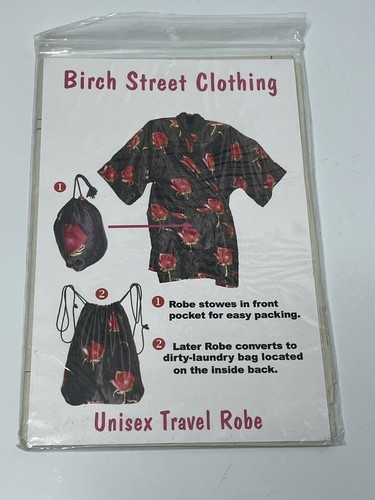 Birch Street Clothing
1
2
1 Robe stowes in front
pocket for easy packing.
2 Later Robe converts to
dirty-laundry bag located
on the inside back.
Unisex Travel Robe